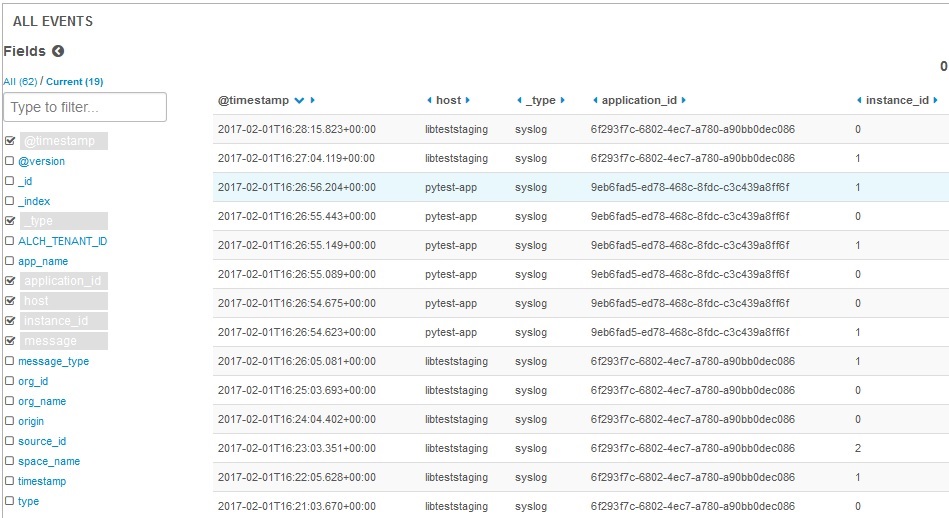 ALL EVENTS
Fields
0
All (62) / Current (19)
Type to filter...
@timestamp
@version
_id
_index
_type
ALCH_TENANT_ID
app_name
application_id
host
instance_id
message
message_type
org_id
org_name
origin
source_id
space_name
timestamp
type
@timestamp host _type application_id instance_id
2017-02-01T16:28:15.823+00:00 libteststaging syslog 6f293f7c-6802-4ec7-a780-a90bb0dec086 0
2017-02-01T16:27:04.119+00:00 libteststaging syslog 6f293f7c-6802-4ec7-a780-a90bb0dec086 1
2017-02-01T16:26:56.204+00:00 pytest-app syslog 9eb6fad5-ed78-468c-8fdc-c3c439a8ff6f 1
2017-02-01T16:26:55.443+00:00 pytest-app syslog 9eb6fad5-ed78-468c-8fdc-c3c439a8ff6f 0
2017-02-01T16:26:55.149+00:00 pytest-app syslog 9eb6fad5-ed78-468c-8fdc-c3c439a8ff6f 1
2017-02-01T16:26:55.089+00:00 pytest-app syslog 9eb6fad5-ed78-468c-8fdc-c3c439a8ff6f 0
2017-02-01T16:26:54.675+00:00 pytest-app syslog 9eb6fad5-ed78-468c-8fdc-c3c439a8ff6f 0
2017-02-01T16:26:54.623+00:00 pytest-app syslog 9eb6fad5-ed78-468c-8fdc-c3c439a8ff6f 1
2017-02-01T16:26:05.081+00:00 libteststaging syslog 6f293f7c-6802-4ec7-a780-a90bb0dec086 1
2017-02-01T16:25:03.693+00:00 libteststaging syslog 6f293f7c-6802-4ec7-a780-a90bb0dec086 0
2017-02-01T16:24:04.402+00:00 libteststaging syslog 6f293f7c-6802-4ec7-a780-a90bb0dec086 0
2017-02-01T16:23:03.351+00:00 libteststaging syslog 6f293f7c-6802-4ec7-a780-a90bb0dec086 2
2017-02-01T16:22:05.628+00:00 libteststaging syslog 6f293f7c-6802-4ec7-a780-a90bb0dec086 1
2017-02-01T16:21:03.670+00:00 libteststaging syslog 6f293f7c-6802-4ec7-a780-a90bb0dec086 0